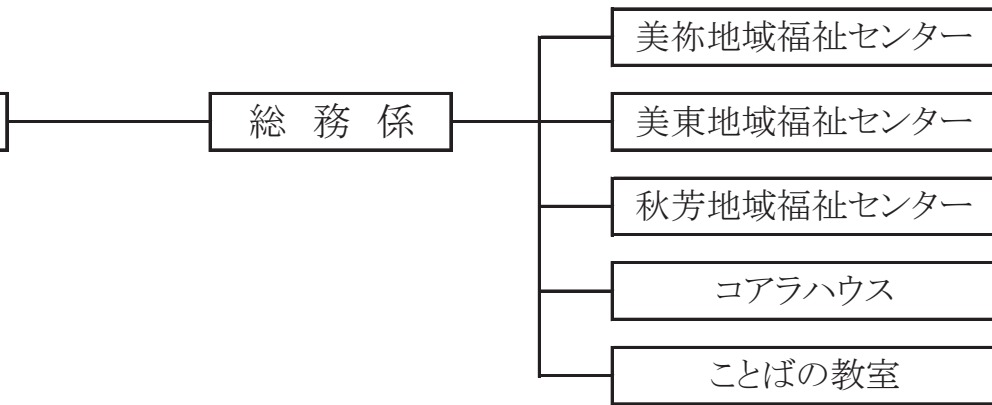 美祢地域福祉センター
総務係
美東地域福祉センター
秋芳地域福祉センター
コアラハウス
ことばの教室